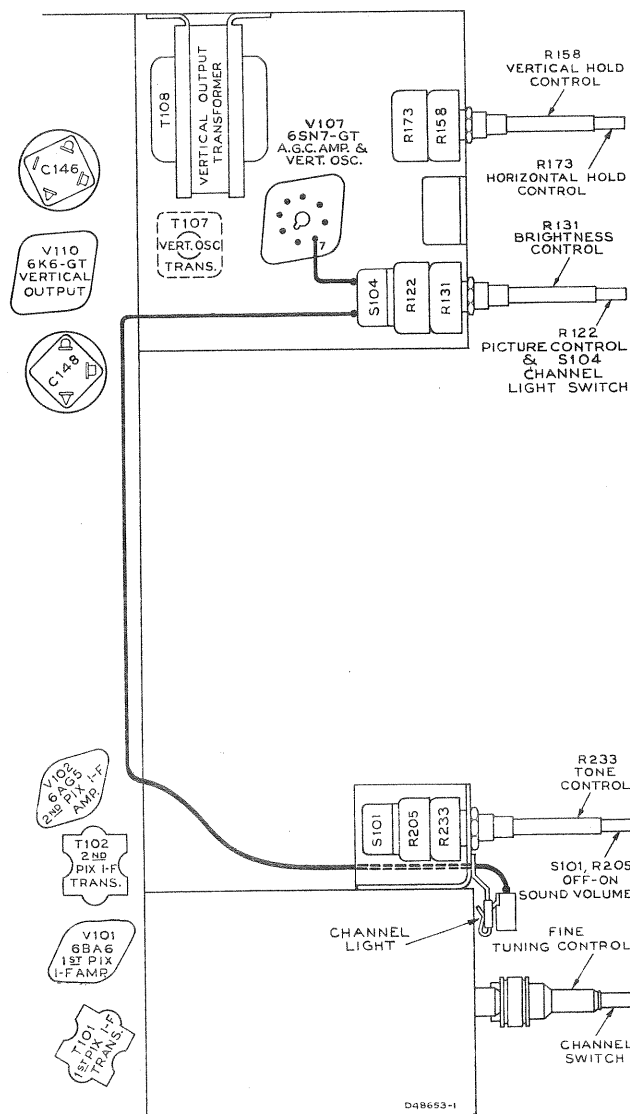 T108
VERTICAL OUTPUT
TRANSFORMER
V107
6SN7-GT
A.G.C. AMP. &
VERT. OSC.
7
R173
R158
R158
VERTICAL HOLD
CONTROL
R173
HORIZONTAL HOLD
CONTROL
C146
V110
6K6-GT
VERTICAL
OUTPUT
C148
T107
VERT. OSC.
TRANS.
S104
R122
R131
R131
BRIGHTNESS
CONTROL
R122
PICTURE CONTROL
& S104
CHANNEL
LIGHT SWITCH
V102
6AG5
2ND PIX I-F
AMP.
T102
2ND
PIX I-F
TRANS.
V101
6BA6
1ST PIX
I-F AMP.
T101
1ST PIX I-F
TRANS.
S101
R205
R233
R233
TONE
CONTROL
S101, R205
OFF-ON
SOUND VOLUME
CHANNEL
LIGHT
FINE
TUNING CONTROL
CHANNEL
SWITCH
D48653-1